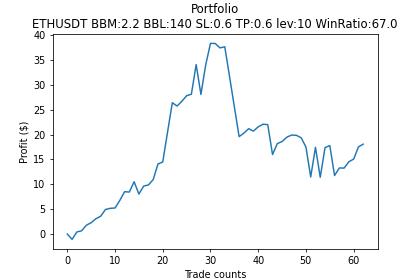 Portfolio
ETHUSDT BBM:2.2 BBL:140 SL:0.6 TP:0.6 lev:10 WinRatio:67.0
40
35
30
25
20
15
10
5
0
Profit ($)
0 10 20 30 40 50 60
Trade counts